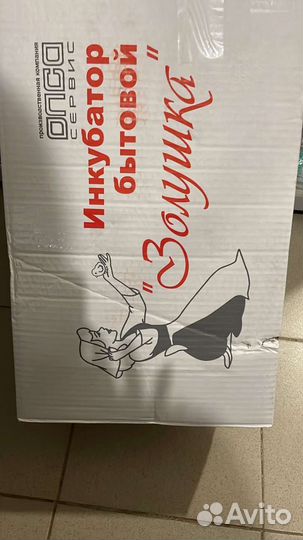 производственная компания
ОЛСА
СЕРВИС
Инкубатор
бытовой
"Золушка"
Avito